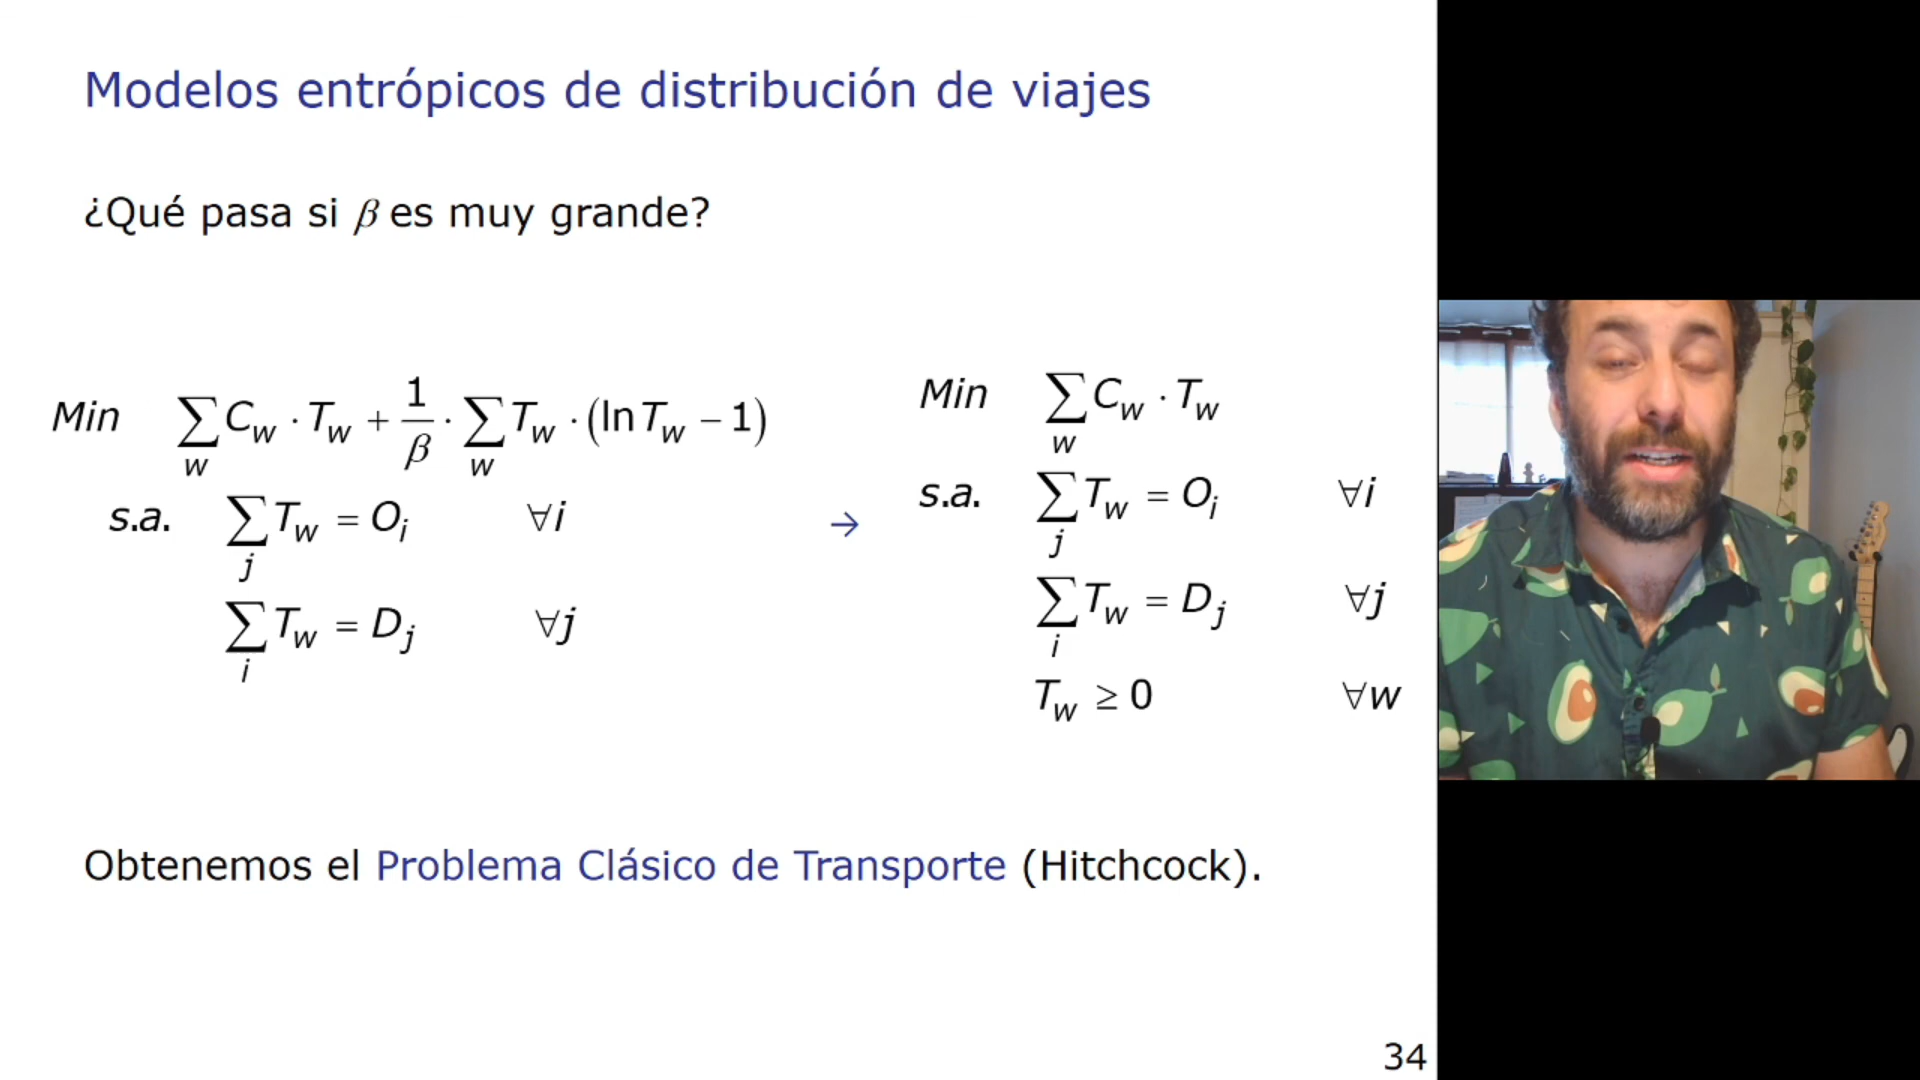 Modelos entrópicos de distribución de viajes
¿Qué pasa si β es muy grande?
Min ∑_w C_w · T_w + 1/β · ∑_w T_w · (ln T_w − 1)
s.a. ∑_j T_w = O_i ∀i
∑_i T_w = D_j ∀j
→
Min ∑_w C_w · T_w
s.a. ∑_j T_w = O_i ∀i
∑_i T_w = D_j ∀j
T_w ≥ 0 ∀w
Obtenemos el Problema Clásico de Transporte (Hitchcock).
34